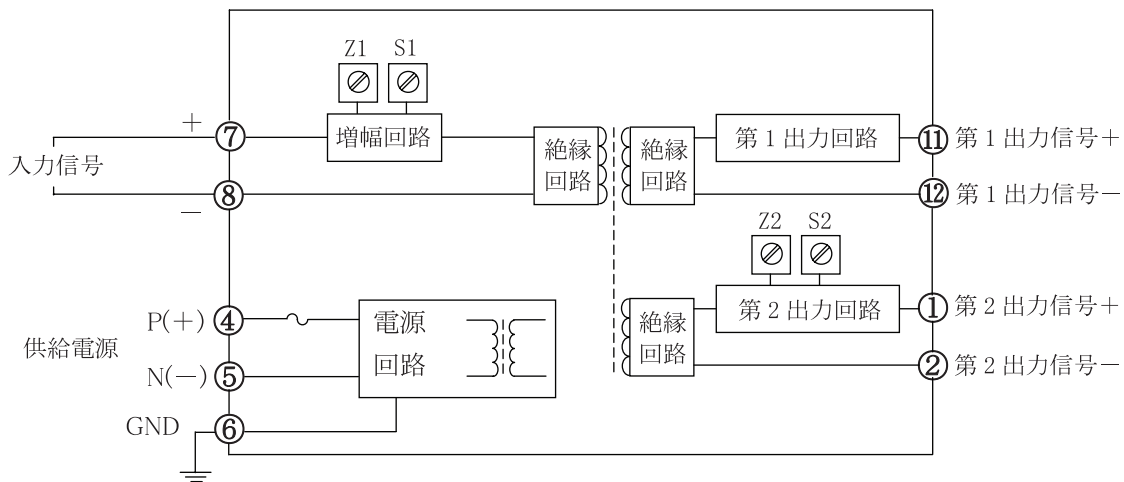 Z1 S1
+ ⑦ 増幅回路
入力信号
⑧
−
絶縁
回路
絶縁
回路
第1出力回路 ⑪ 第1出力信号+
⑫ 第1出力信号−
Z2 S2
絶縁
回路
第2出力回路 ① 第2出力信号+
② 第2出力信号−
供給電源
P(+) ④
N(−) ⑤
GND ⑥
電源
回路